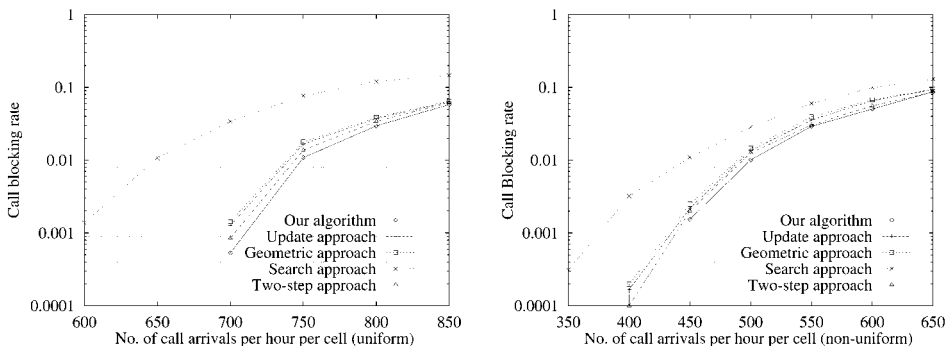 1
0.1
0.01
0.001
0.0001
Call blocking rate
Our algorithm
Update approach
Geometric approach
Search approach
Two-step approach
600 650 700 750 800 850
No. of call arrivals per hour per cell (uniform)
1
0.1
0.01
0.001
0.0001
Call Blocking rate
Our algorithm
Update approach
Geometric approach
Search approach
Two-step approach
350 400 450 500 550 600 650
No. of call arrivals per hour per cell (non-uniform)